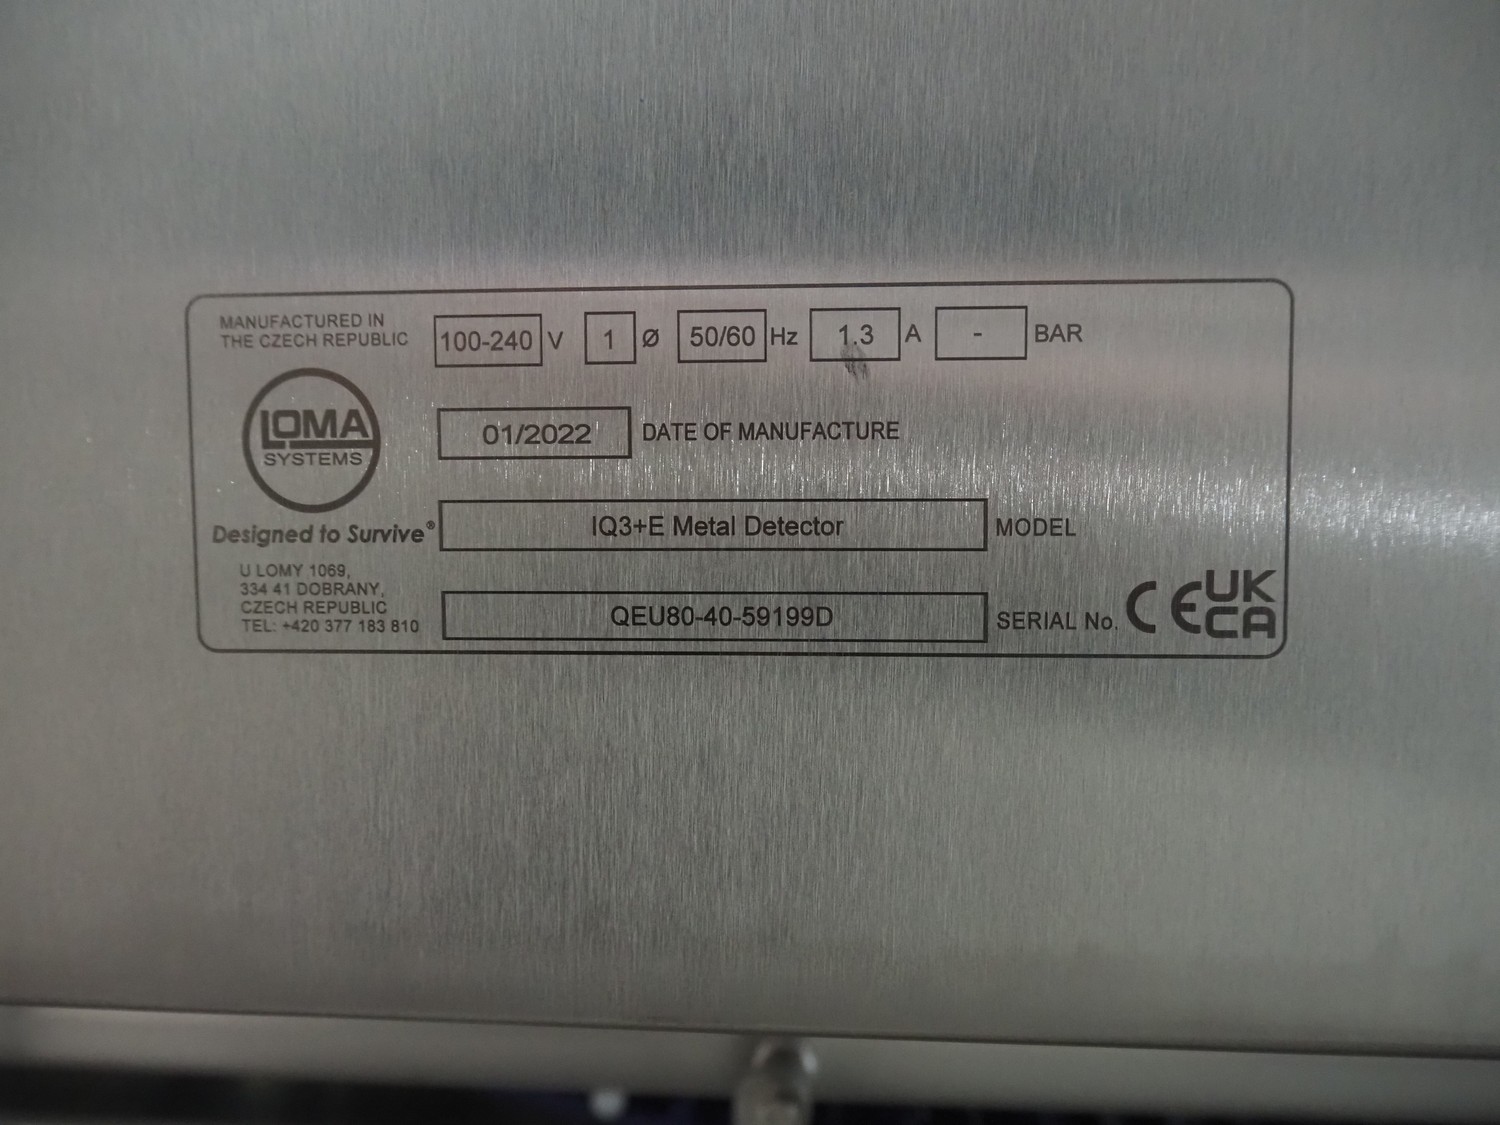 MANUFACTURED IN
THE CZECH REPUBLIC
100-240 V 1 Ø 50/60 Hz 1.3 A - BAR
LOMA
SYSTEMS
Designed to Survive®
01/2022 DATE OF MANUFACTURE
IQ3+E Metal Detector MODEL
U LOMY 1069,
334 41 DOBRANY,
CZECH REPUBLIC
TEL: +420 377 183 810
QEU80-40-59199D SERIAL No.
CE UK
CA